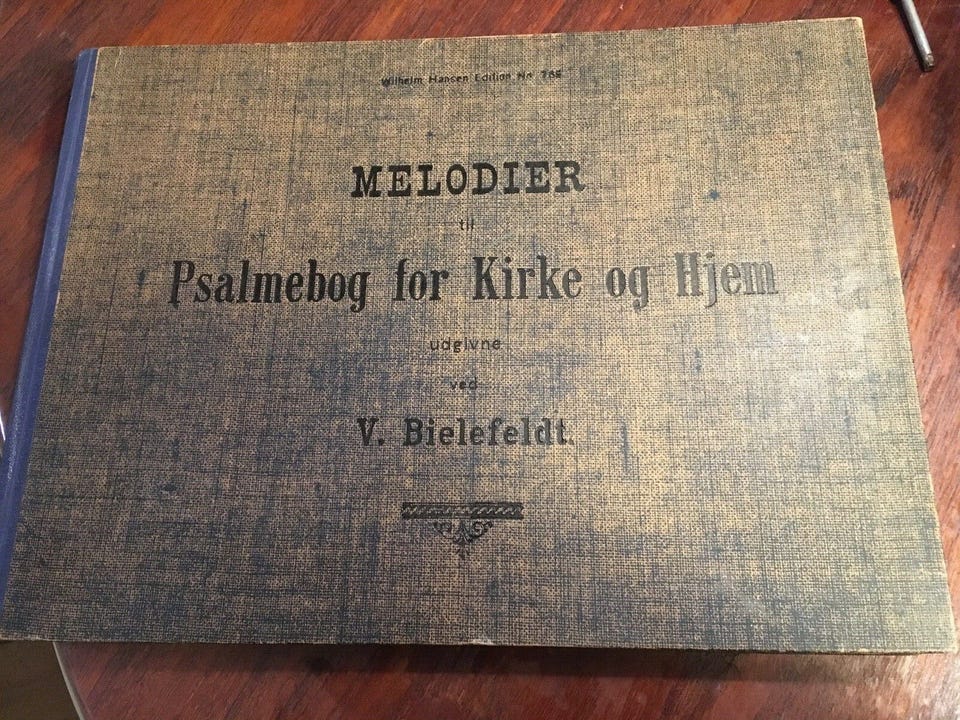 Wilhelm Hansen Edition No
MELODIER
til
Psalmebog for Kirke og Hjem
udgivne
ved
V. Bielefeldt.